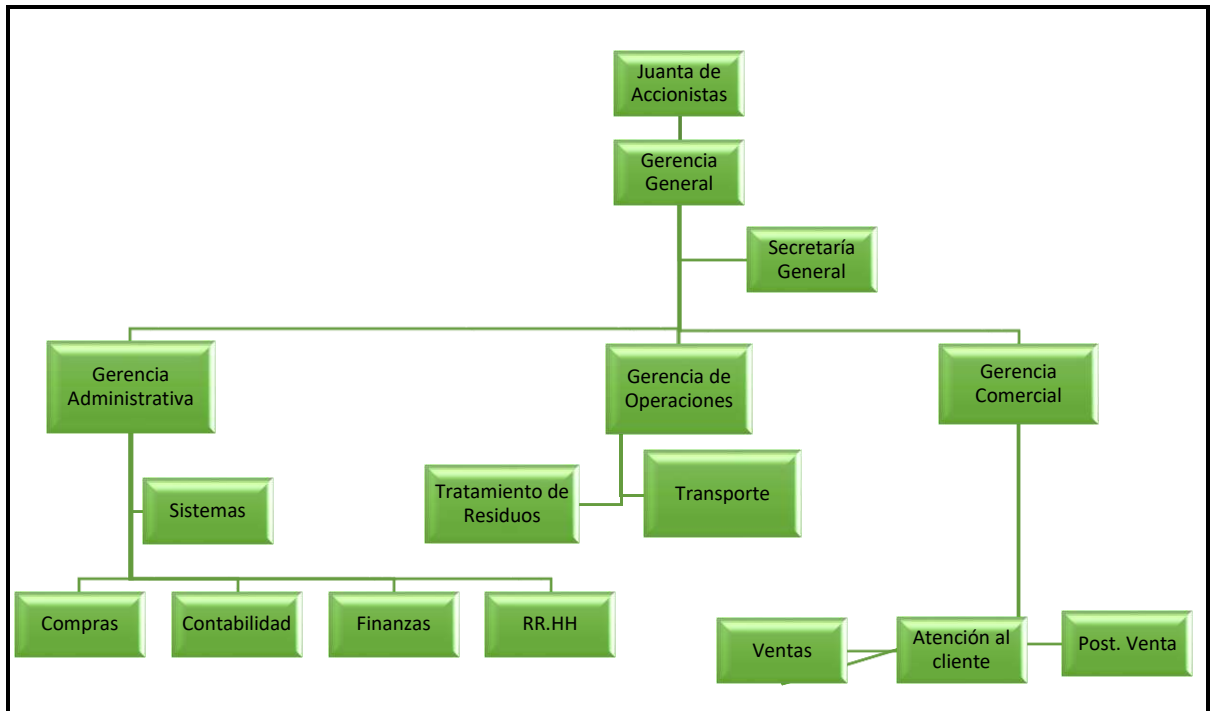 Juanta de
Accionistas
Gerencia
General
Secretaría
General
Gerencia
Administrativa
Gerencia de
Operaciones
Gerencia
Comercial
Sistemas
Tratamiento de
Residuos
Transporte
Compras
Contabilidad
Finanzas
RR.HH
Ventas
Atención al
cliente
Post. Venta